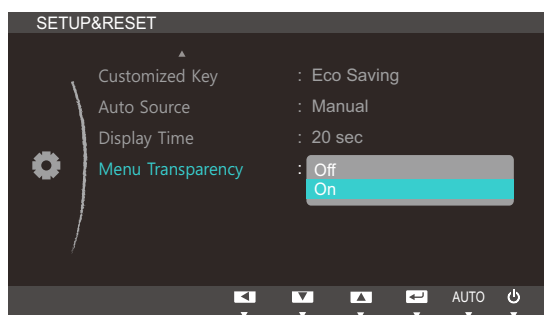 SETUP&RESET
Customized Key : Eco Saving
Auto Source : Manual
Display Time : 20 sec
Menu Transparency : Off
On
AUTO